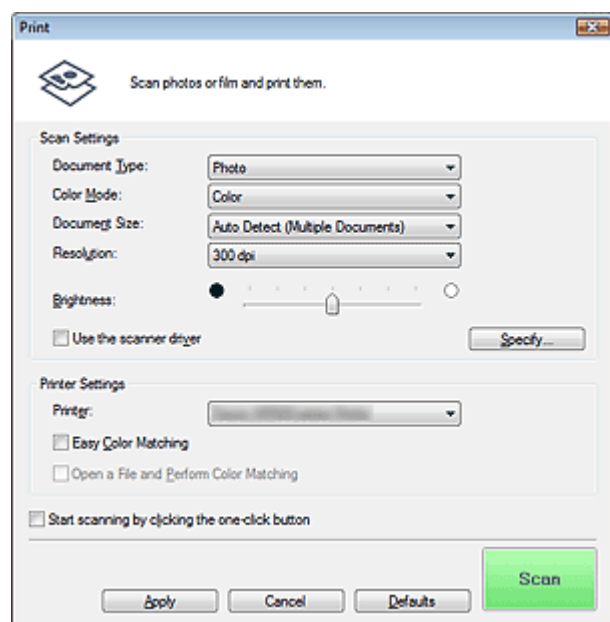 Print
Scan photos or film and print them.
Scan Settings
Document Type: Photo
Color Mode: Color
Document Size: Auto Detect (Multiple Documents)
Resolution: 300 dpi
Brightness:
Use the scanner driver Specify...
Printer Settings
Printer:
Easy Color Matching
Open a File and Perform Color Matching
Start scanning by clicking the one-click button
Scan
Apply Cancel Defaults